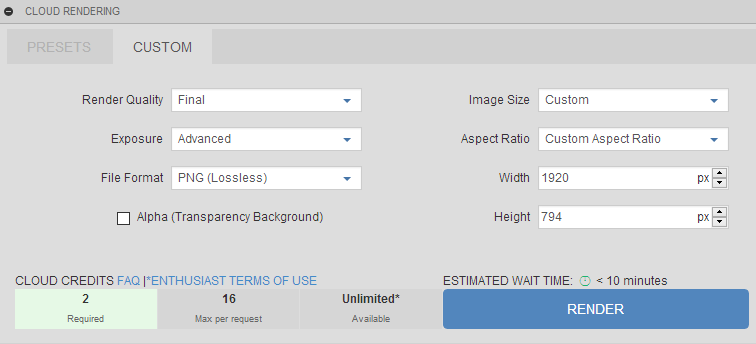 CLOUD RENDERING
PRESETS CUSTOM
Render Quality Final Image Size Custom
Exposure Advanced Aspect Ratio Custom Aspect Ratio
File Format PNG (Lossless) Width 1920 px
Alpha (Transparency Background) Height 794 px
CLOUD CREDITS FAQ |*ENTHUSIAST TERMS OF USE ESTIMATED WAIT TIME: < 10 minutes
2 16 Unlimited* RENDER
Required Max per request Available